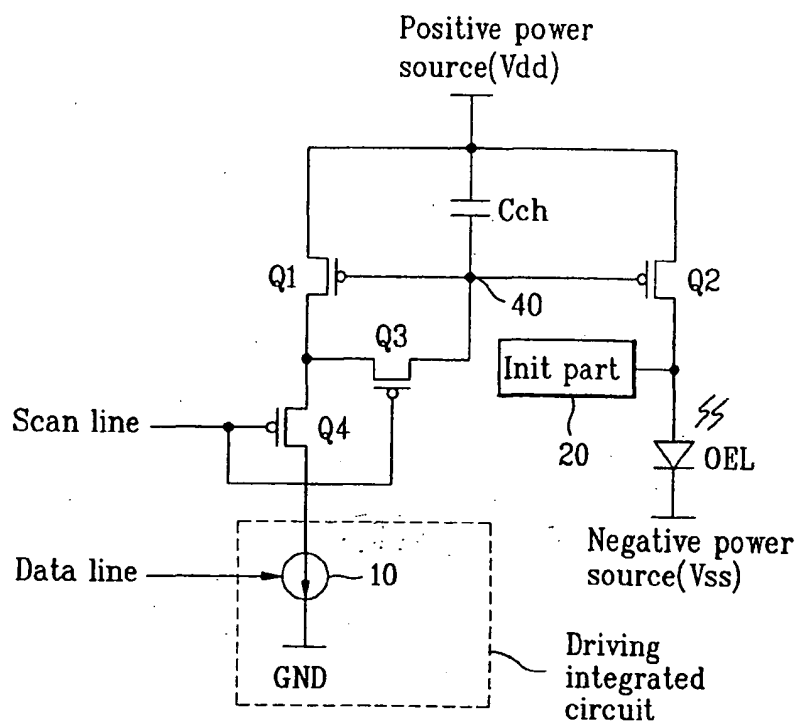 Positive power
source(Vdd)
Cch
Q1
Q2
40
Q3
Init part
Scan line
Q4
20
OEL
Negative power
source(Vss)
Data line
10
GND
Driving
integrated
circuit